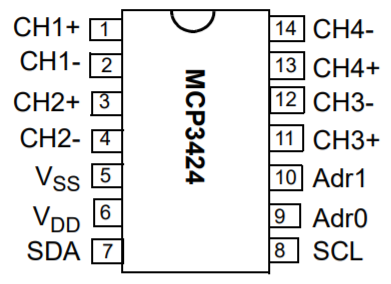 CH1+ 1 14 CH4-
CH1- 2 13 CH4+
CH2+ 3 12 CH3-
CH2- 4 11 CH3+
VSS 5 10 Adr1
VDD 6 9 Adr0
SDA 7 8 SCL
MCP3424